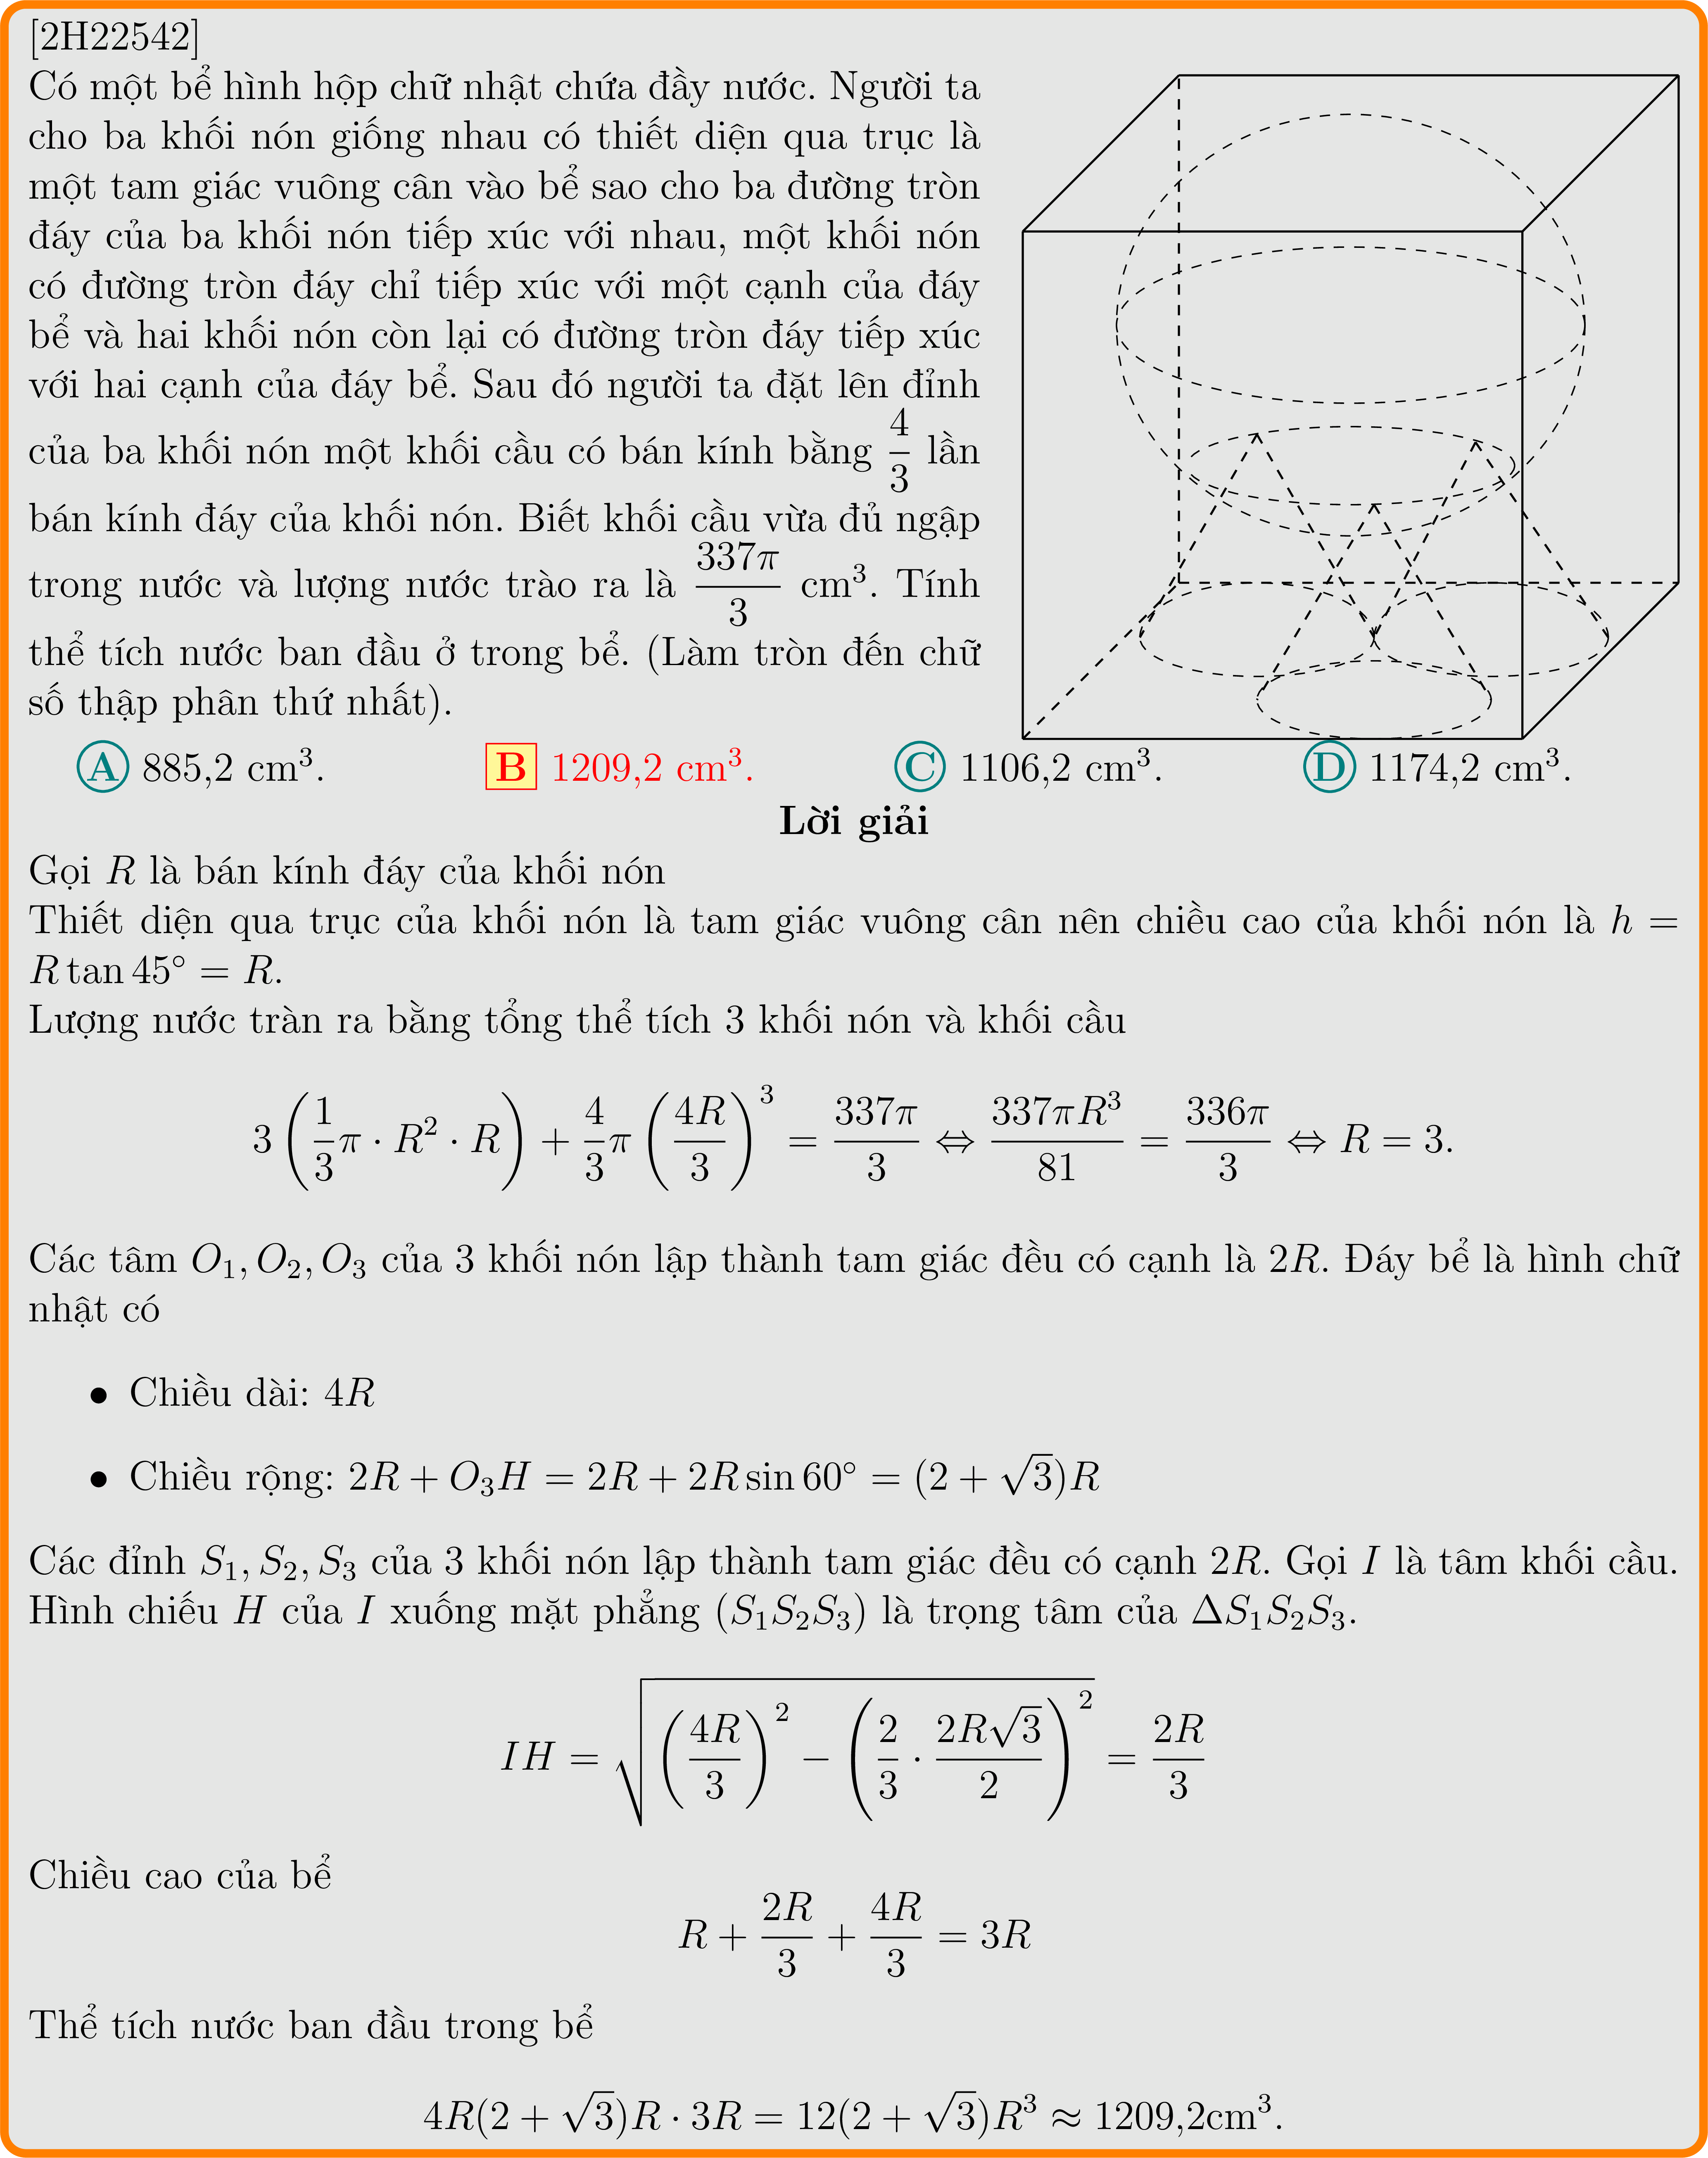 [2H22542]
Có một bể hình hộp chữ nhật chứa đầy nước. Người ta
cho ba khối nón giống nhau có thiết diện qua trục là
một tam giác vuông cân vào bể sao cho ba đường tròn
đáy của ba khối nón tiếp xúc với nhau, một khối nón
có đường tròn đáy chỉ tiếp xúc với một cạnh của đáy
bể và hai khối nón còn lại có đường tròn đáy tiếp xúc
với hai cạnh của đáy bể. Sau đó người ta đặt lên đỉnh
của ba khối nón một khối cầu có bán kính bằng $\dfrac{4}{3}$ lần
bán kính đáy của khối nón. Biết khối cầu vừa đủ ngập
trong nước và lượng nước trào ra là $\dfrac{337\pi}{3}$ cm$^3$. Tính
thể tích nước ban đầu ở trong bể. (Làm tròn đến chữ
số thập phân thứ nhất).
A 885,2 cm$^3$. B 1209,2 cm$^3$. C 1106,2 cm$^3$. D 1174,2 cm$^3$.
Lời giải
Gọi $R$ là bán kính đáy của khối nón
Thiết diện qua trục của khối nón là tam giác vuông cân nên chiều cao của khối nón là $h =$
$R \tan 45^\circ = R$.
Lượng nước tràn ra bằng tổng thể tích 3 khối nón và khối cầu
$3\left(\dfrac{1}{3}\pi \cdot R^2 \cdot R\right) + \dfrac{4}{3}\pi\left(\dfrac{4R}{3}\right)^3 = \dfrac{337\pi}{3} \Leftrightarrow \dfrac{337\pi R^3}{81} = \dfrac{336\pi}{3} \Leftrightarrow R = 3.$
Các tâm $O_1, O_2, O_3$ của 3 khối nón lập thành tam giác đều có cạnh là $2R$. Đáy bể là hình chữ
nhật có
• Chiều dài: $4R$
• Chiều rộng: $2R + O_3H = 2R + 2R \sin 60^\circ = (2 + \sqrt{3})R$
Các đỉnh $S_1, S_2, S_3$ của 3 khối nón lập thành tam giác đều có cạnh $2R$. Gọi $I$ là tâm khối cầu.
Hình chiếu $H$ của $I$ xuống mặt phẳng $(S_1S_2S_3)$ là trọng tâm của $\Delta S_1S_2S_3$.
$IH = \sqrt{\left(\dfrac{4R}{3}\right)^2 - \left(\dfrac{2}{3} \cdot \dfrac{2R\sqrt{3}}{2}\right)^2} = \dfrac{2R}{3}$
Chiều cao của bể
$R + \dfrac{2R}{3} + \dfrac{4R}{3} = 3R$
Thể tích nước ban đầu trong bể
$4R(2 + \sqrt{3})R \cdot 3R = 12(2 + \sqrt{3})R^3 \approx 1209{,}2$cm$^3$.